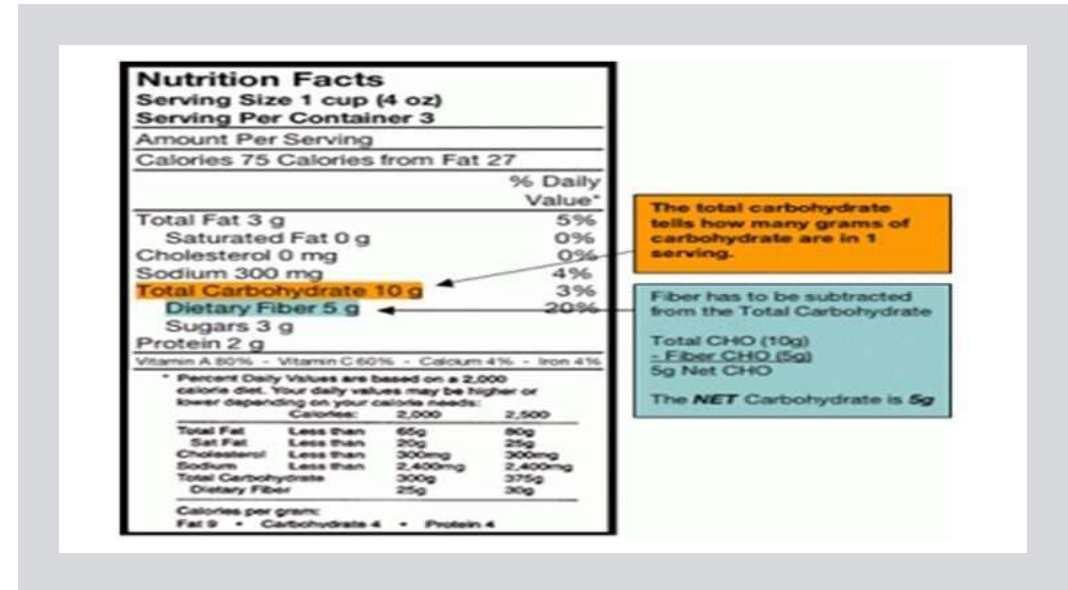 Nutrition Facts
Serving Size 1 cup (4 oz)
Serving Per Container 3
Amount Per Serving
Calories 75 Calories from Fat 27
% Daily
Value*
Total Fat 3 g 5%
Saturated Fat 0 g 0%
Cholesterol 0 mg 0%
Sodium 300 mg 4%
Total Carbohydrate 10 g 3%
Dietary Fiber 5 g 20%
Sugars 3 g
Protein 2 g
Vitamin A 80% - Vitamin C 60% - Calcium 4% - Iron 4%
* Percent Daily Values are based on a 2,000
calorie diet. Your daily values may be higher or
lower depending on your calorie needs:
Calories: 2,000 2,500
Total Fat Less than 65g 80g
Sat Fat Less than 20g 25g
Cholesterol Less than 300mg 300mg
Sodium Less than 2,400mg 2,400mg
Total Carbohydrate 300g 375g
Dietary Fiber 25g 30g
Calories per gram:
Fat 9 • Carbohydrate 4 • Protein 4
The total carbohydrate
tells how many grams of
carbohydrate are in 1
serving.
Fiber has to be subtracted
from the Total Carbohydrate
Total CHO (10g)
- Fiber CHO (5g)
5g Net CHO
The NET Carbohydrate is 5g